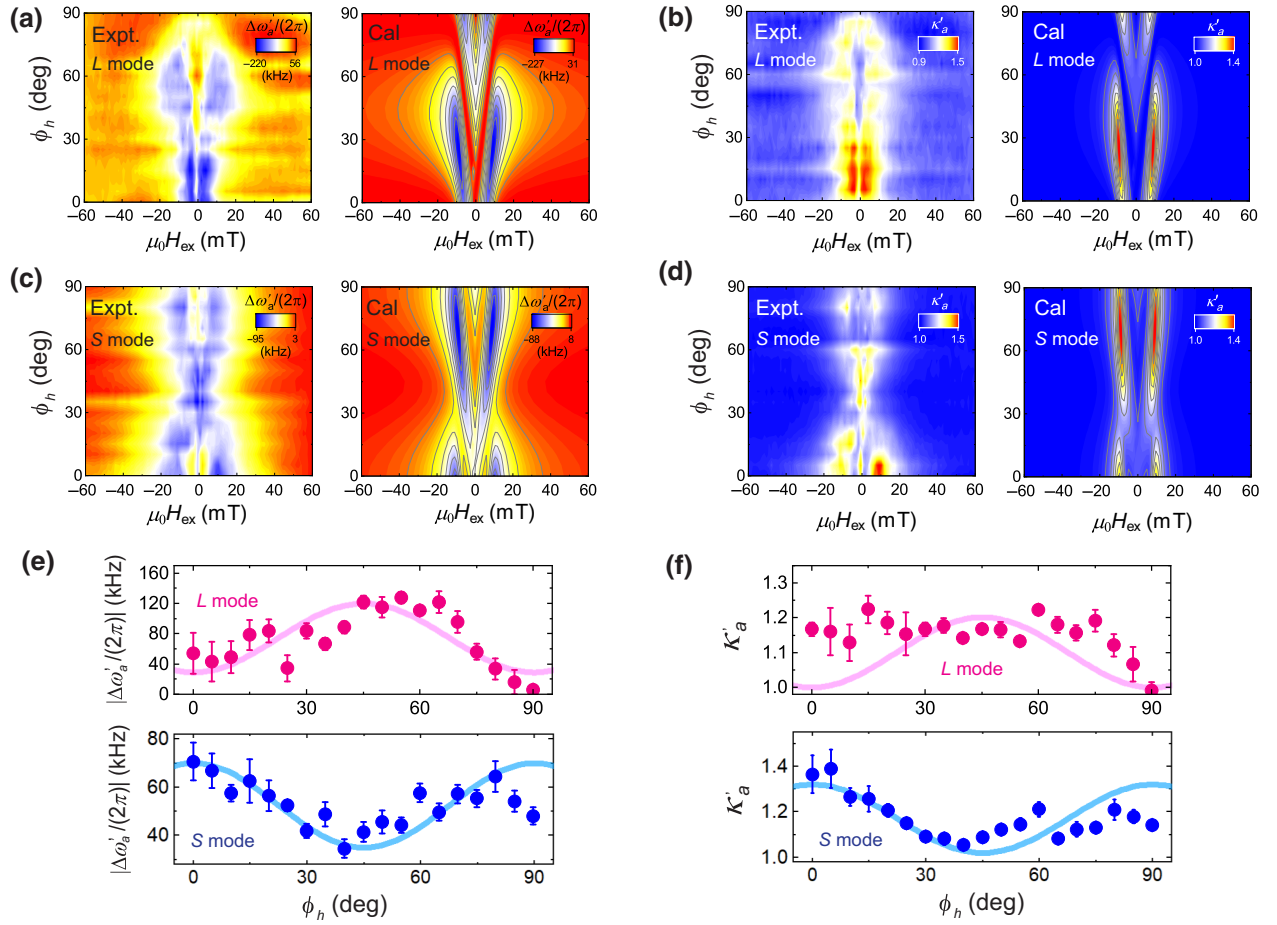 (a)
Expt.
L mode
Δω′ₐ/(2π)
−220 56
(kHz)
Cal
L mode
Δω′ₐ/(2π)
−227 31
(kHz)
ϕₕ (deg)
90
60
30
0
−60 −40 −20 0 20 40 60
μ₀Hₑₓ (mT)
−60 −40 −20 0 20 40 60
μ₀Hₑₓ (mT)
(b)
Expt.
L mode
κ′ₐ
0.9 1.5
Cal
L mode
κ′ₐ
1.0 1.4
ϕₕ (deg)
90
60
30
0
90
60
30
0
−60 −40 −20 0 20 40 60
μ₀Hₑₓ (mT)
−60 −40 −20 0 20 40 60
μ₀Hₑₓ (mT)
(c)
Expt.
S mode
Δω′ₐ/(2π)
−95 3
(kHz)
Cal
S mode
Δω′ₐ/(2π)
−88 8
(kHz)
ϕₕ (deg)
90
60
30
0
−60 −40 −20 0 20 40 60
μ₀Hₑₓ (mT)
−60 −40 −20 0 20 40 60
μ₀Hₑₓ (mT)
(d)
Expt.
S mode
κ′ₐ
1.0 1.5
Cal
S mode
κ′ₐ
1.0 1.4
ϕₕ (deg)
90
60
30
0
90
60
30
0
−60 −40 −20 0 20 40 60
μ₀Hₑₓ (mT)
−60 −40 −20 0 20 40 60
μ₀Hₑₓ (mT)
(e)
|Δω′ₐ/(2π)| (kHz)
160
120
80
40
0
L mode
0 30 60 90
|Δω′ₐ/(2π)| (kHz)
80
60
40
S mode
0 30 60 90
ϕₕ (deg)
(f)
κ′ₐ
1.3
1.2
1.1
1.0
L mode
0 30 60 90
κ′ₐ
1.4
1.2
1.0
S mode
0 30 60 90
ϕₕ (deg)